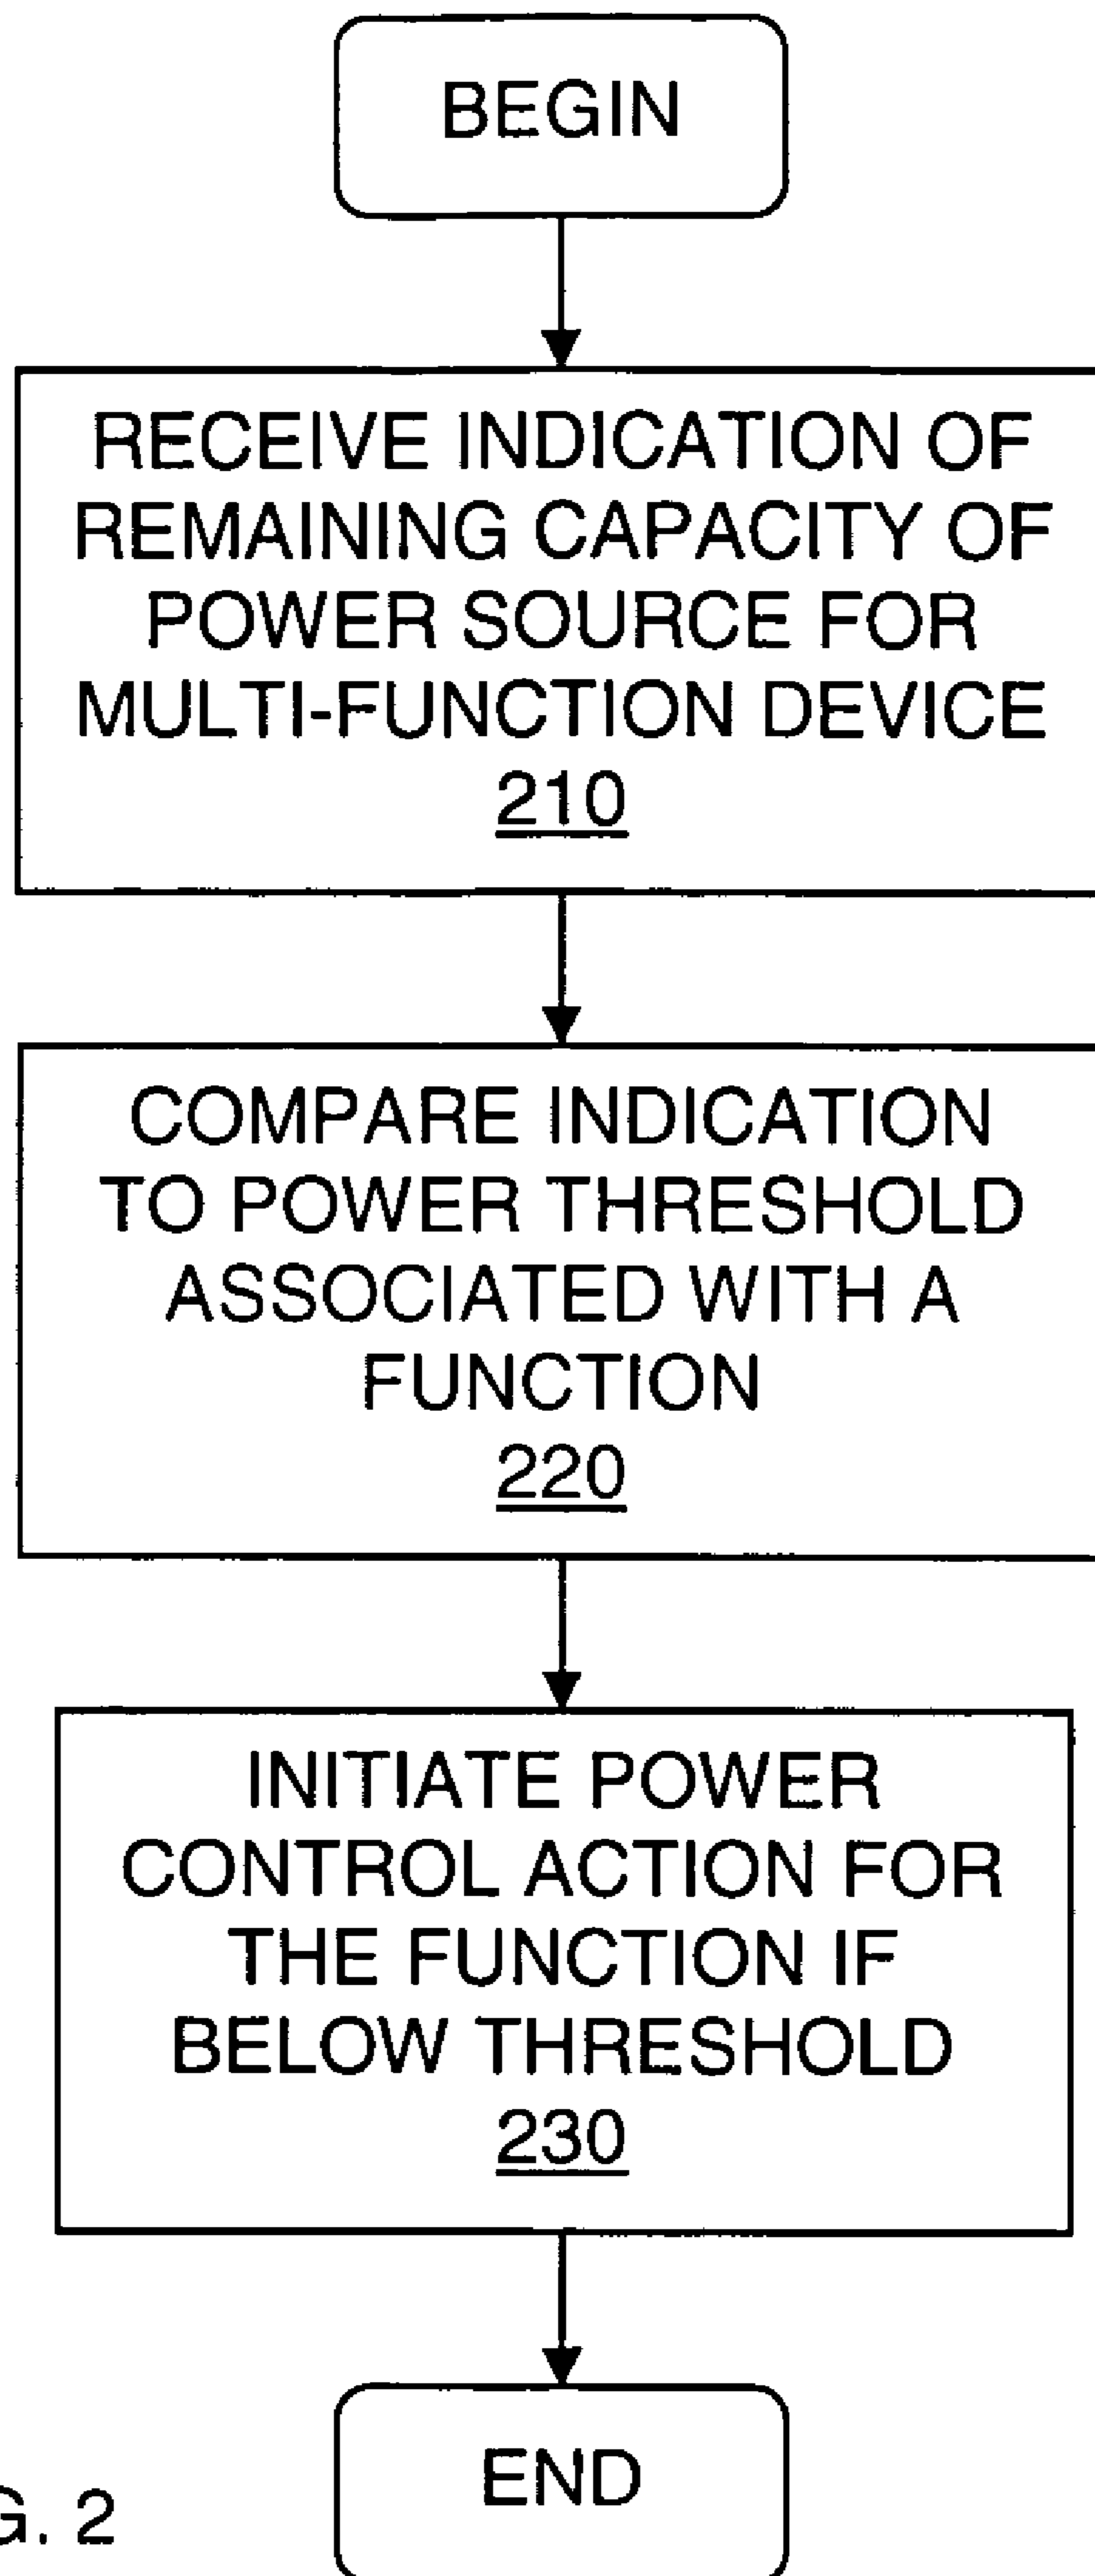 BEGIN
RECEIVE INDICATION OF
REMAINING CAPACITY OF
POWER SOURCE FOR
MULTI-FUNCTION DEVICE
210
COMPARE INDICATION
TO POWER THRESHOLD
ASSOCIATED WITH A
FUNCTION
220
INITIATE POWER
CONTROL ACTION FOR
THE FUNCTION IF
BELOW THRESHOLD
230
END
G. 2